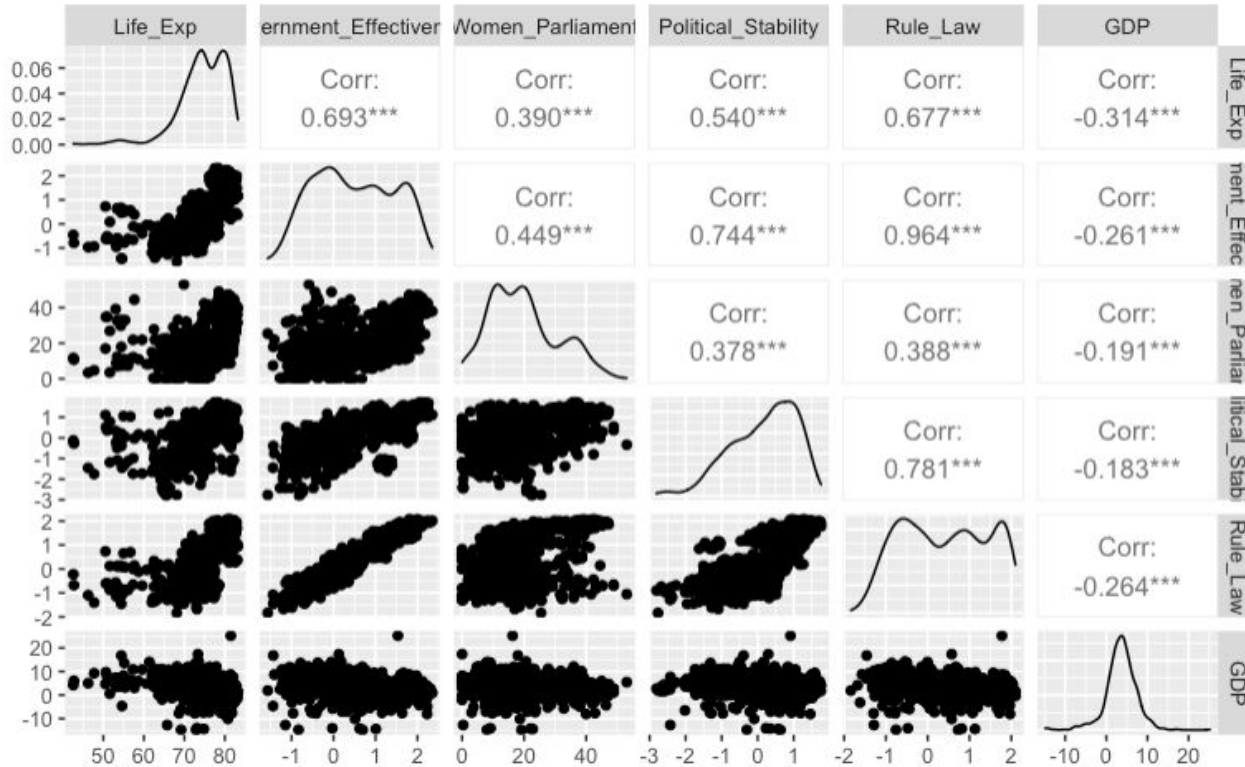 Life_Exp ernment_Effectiver Women_Parliament Political_Stability Rule_Law GDP
0.06
0.04
0.02
0.00
Corr:
0.693***
Corr:
0.390***
Corr:
0.540***
Corr:
0.677***
Corr:
-0.314***
Life_Exp
2
1
0
-1
Corr:
0.449***
Corr:
0.744***
Corr:
0.964***
Corr:
-0.261***
nent_Effec
40
20
0
Corr:
0.378***
Corr:
0.388***
Corr:
-0.191***
nen_Parliar
1
0
-1
-2
-3
Corr:
0.781***
Corr:
-0.183***
litical_Stabi
2
1
0
-1
-2
Corr:
-0.264***
Rule_Law
20
10
0
-10
GDP
50 60 70 80 -1 0 1 2 0 20 40 -3 -2 -1 0 1 -2 -1 0 1 2 -10 0 10 20